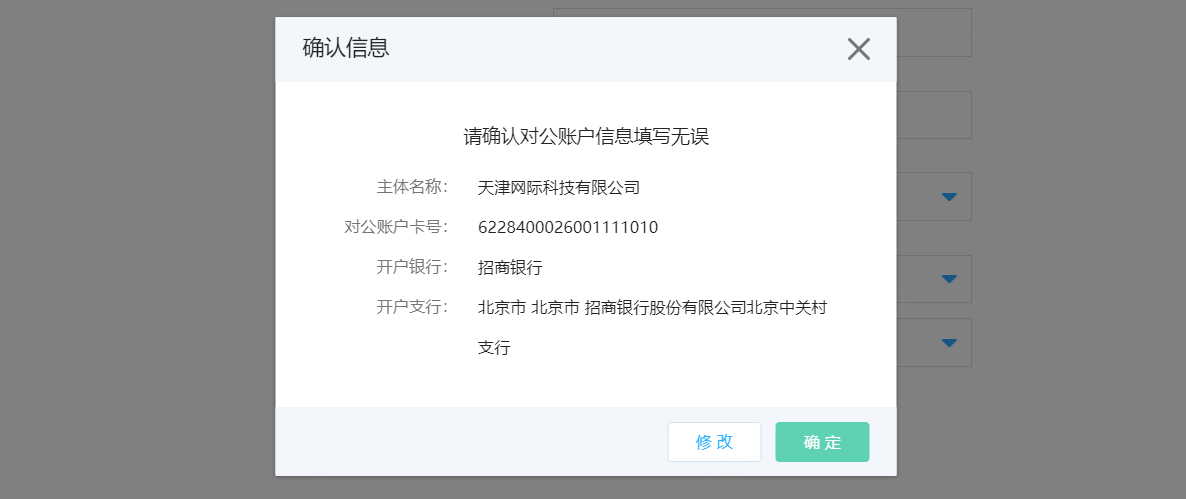 确认信息
请确认对公账户信息填写无误
主体名称： 天津网际科技有限公司
对公账户卡号： 6228400026001111010
开户银行： 招商银行
开户支行： 北京市 北京市 招商银行股份有限公司北京中关村
支行
修 改 确 定